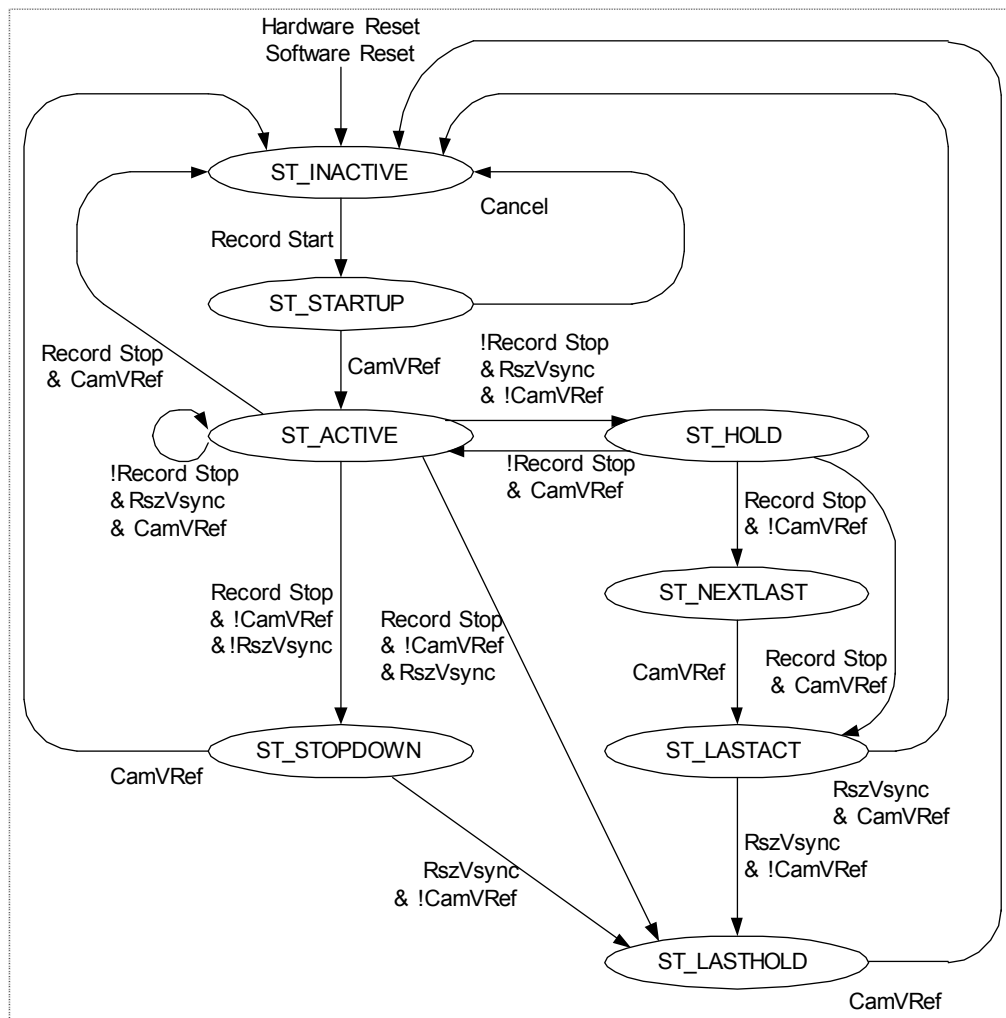 Hardware Reset
Software Reset
ST_INACTIVE
Cancel
Record Start
ST_STARTUP
Record Stop
& CamVRef
CamVRef
!Record Stop
& RszVsync
& !CamVRef
ST_ACTIVE
ST_HOLD
!Record Stop
& RszVsync
& CamVRef
!Record Stop
& CamVRef
Record Stop
& !CamVRef
ST_NEXTLAST
Record Stop
& !CamVRef
& !RszVsync
Record Stop
& !CamVRef
& RszVsync
CamVRef
Record Stop
& CamVRef
ST_STOPDOWN
ST_LASTACT
CamVRef
RszVsync
& CamVRef
RszVsync
& !CamVRef
RszVsync
& !CamVRef
ST_LASTHOLD
CamVRef